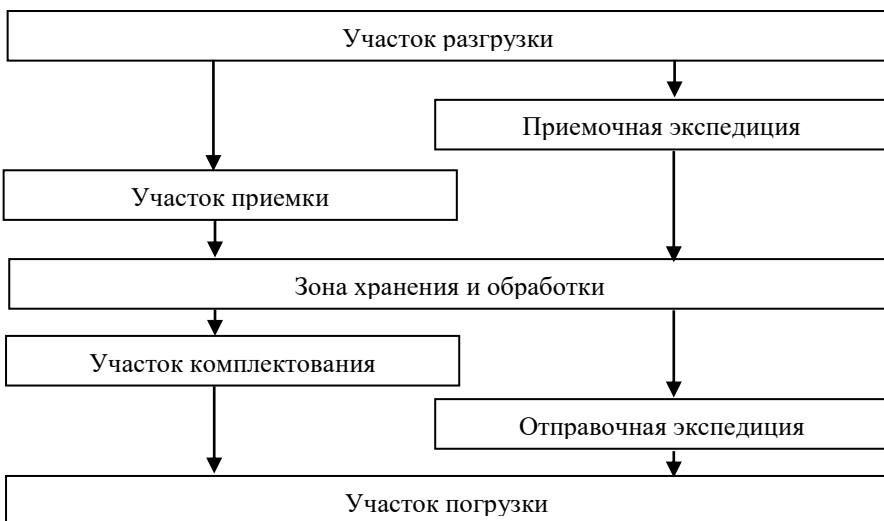 Участок разгрузки
Приемочная экспедиция
Участок приемки
Зона хранения и обработки
Участок комплектования
Отправочная экспедиция
Участок погрузки